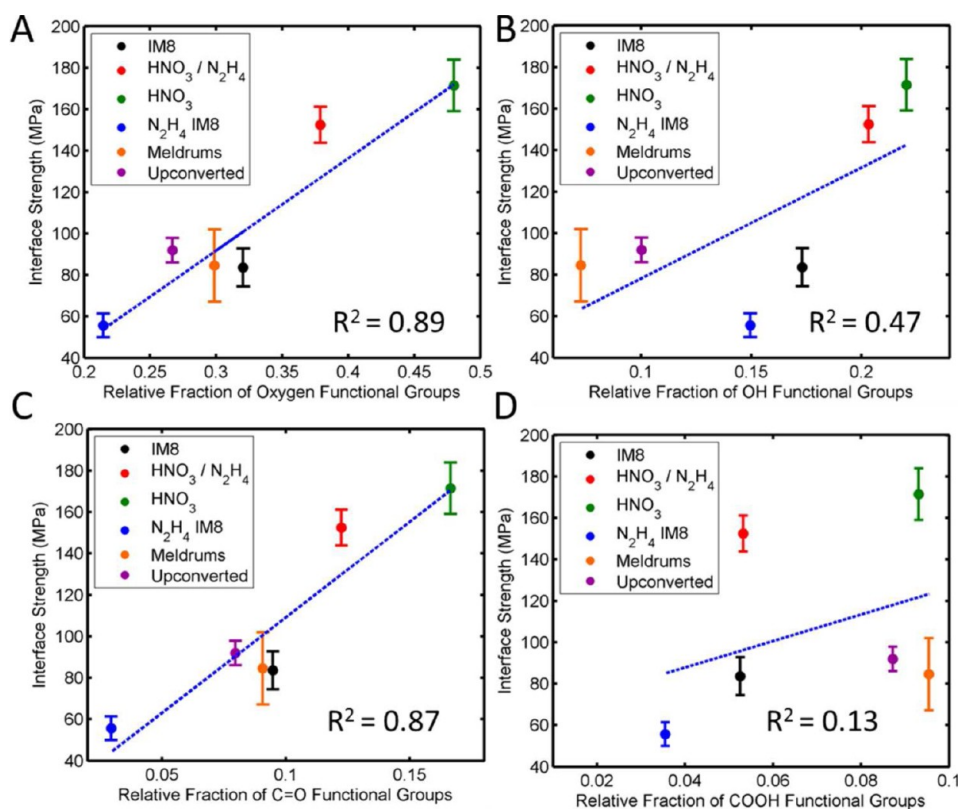 A
200
180
160
140
120
100
80
60
40
Interface Strength (MPa)
IM8
HNO3 / N2H4
HNO3
N2H4 IM8
Meldrums
Upconverted
R2 = 0.89
0.2 0.25 0.3 0.35 0.4 0.45 0.5
Relative Fraction of Oxygen Functional Groups
B
200
180
160
140
120
100
80
60
40
Interface Strength (MPa)
IM8
HNO3 / N2H4
HNO3
N2H4 IM8
Meldrums
Upconverted
R2 = 0.47
0.1 0.15 0.2
Relative Fraction of OH Functional Groups
C
200
180
160
140
120
100
80
60
40
Interface Strength (MPa)
IM8
HNO3 / N2H4
HNO3
N2H4 IM8
Meldrums
Upconverted
R2 = 0.87
0.05 0.1 0.15
Relative Fraction of C=O Functional Groups
D
200
180
160
140
120
100
80
60
40
Interface Strength (MPa)
IM8
HNO3 / N2H4
HNO3
N2H4 IM8
Meldrums
Upconverted
R2 = 0.13
0.02 0.04 0.06 0.08 0.1
Relative Fraction of COOH Functional Groups